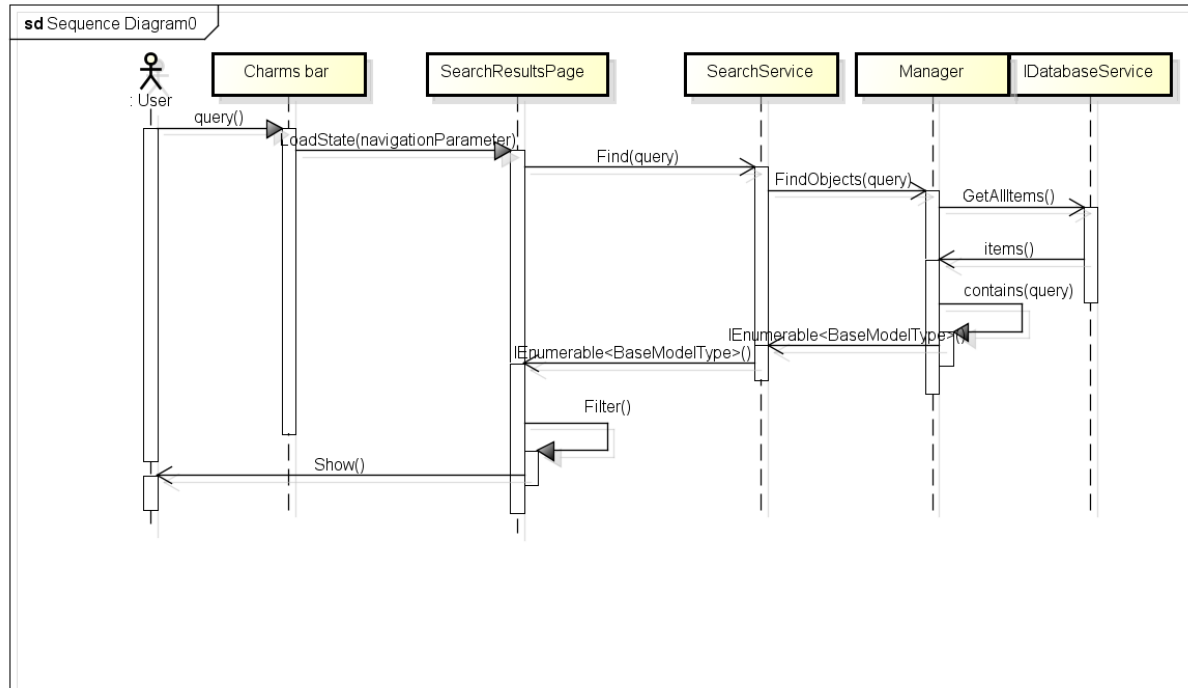 sd Sequence Diagram0
: User
Charms bar
SearchResultsPage
SearchService
Manager
IDatabaseService
query()
LoadState(navigationParameter)
Find(query)
FindObjects(query)
GetAllItems()
items()
contains(query)
IEnumerable<BaseModelType>()
IEnumerable<BaseModelType>()
Filter()
Show()